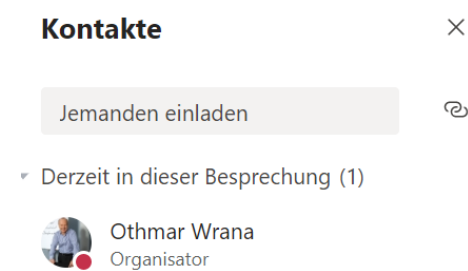 Kontakte
Jemanden einladen
Derzeit in dieser Besprechung (1)
Othmar Wrana
Organisator